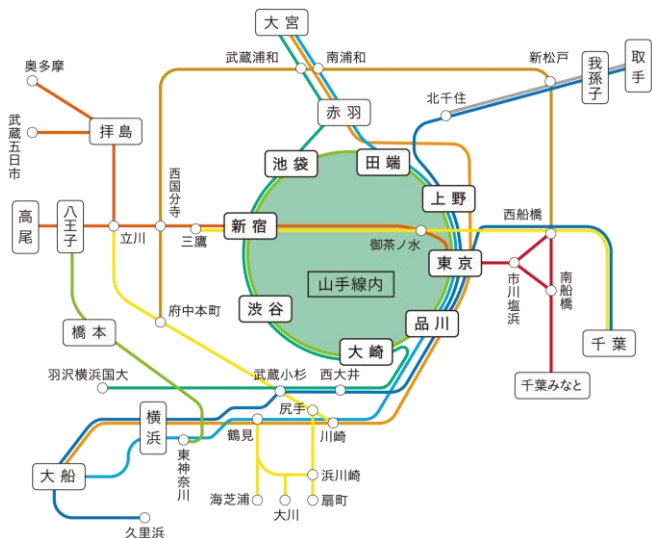 大宮
武蔵浦和
南浦和
新松戸
取手
我孫子
奥多摩
北千住
赤羽
武蔵五日市
拝島
池袋
田端
西国分寺
上野
八王子
高尾
新宿
西船橋
立川
三鷹
御茶ノ水
東京
山手線内
市川塩浜
南船橋
府中本町
渋谷
品川
橋本
千葉
大崎
羽沢横浜国大
武蔵小杉
西大井
千葉みなと
尻手
横浜
鶴見
川崎
東神奈川
大船
浜川崎
海芝浦
大川
扇町
久里浜